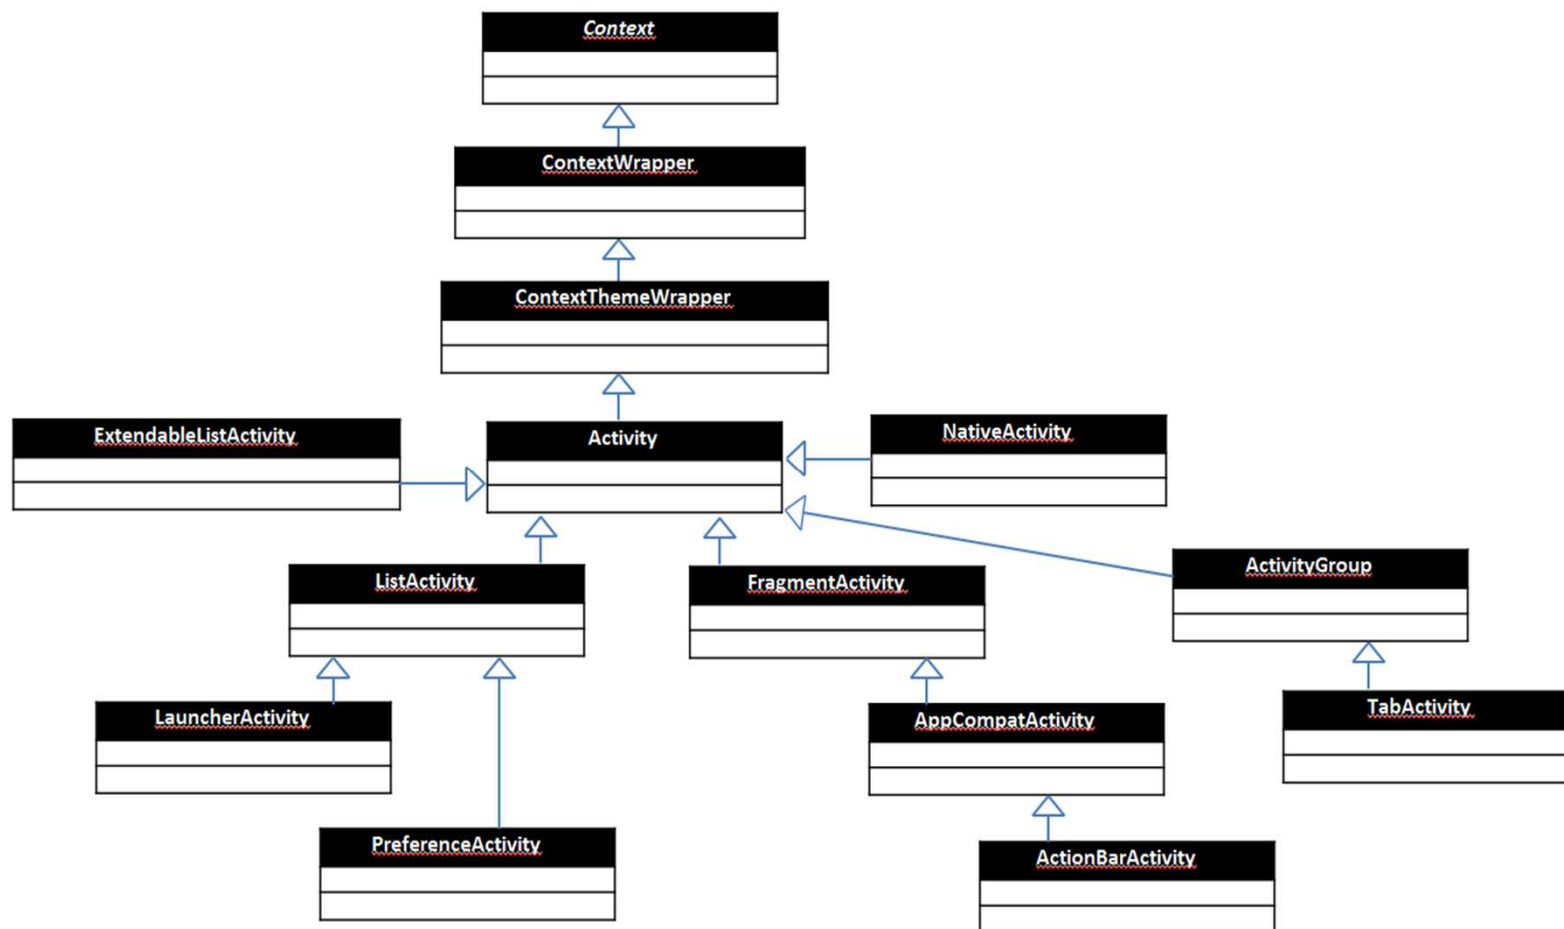 Context
ContextWrapper
ContextThemeWrapper
ExtendableListActivity
Activity
NativeActivity
ListActivity
FragmentActivity
ActivityGroup
LauncherActivity
AppCompatActivity
TabActivity
PreferenceActivity
ActionBarActivity